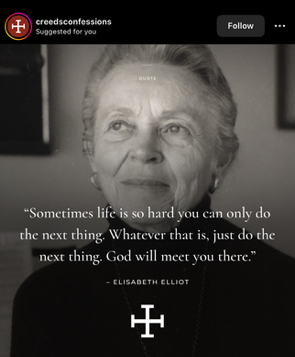 creedsconfessions
Suggested for you
Follow
QUOTE
“Sometimes life is so hard you can only do
the next thing. Whatever that is, just do the
next thing. God will meet you there.”
– ELISABETH ELLIOT